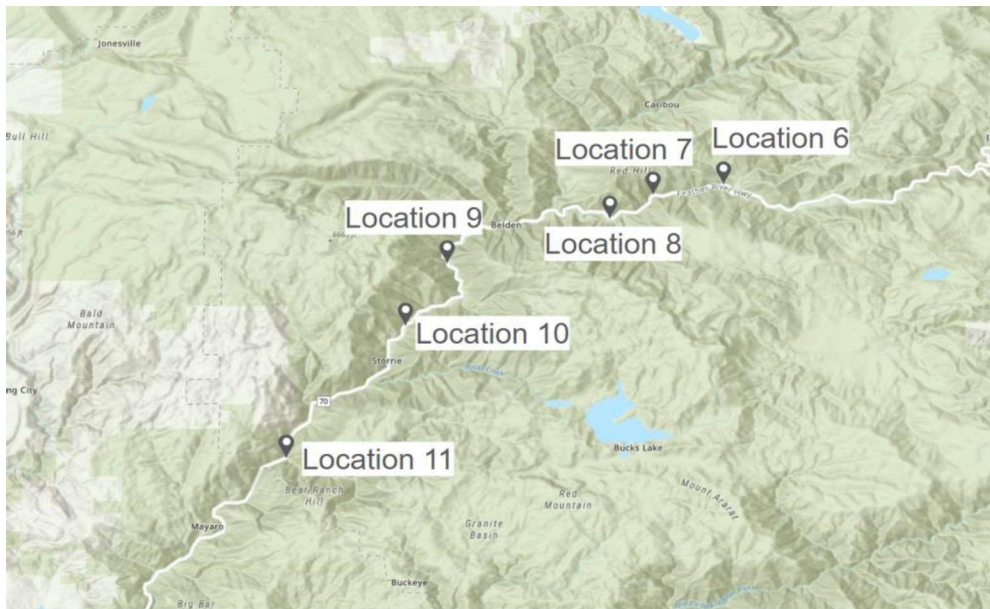 Jonesville
Caribou
Bull Hill
Location 6
Location 7
Red Hill
Feather River Hwy
Location 9
Belden
Location 8
Bald
Mountain
Location 10
Storrie
ng City
70
Bucks Lake
Location 11
Bear Ranch
Hill
Red
Mountain
Mount Ararat
Mayaro
Granite
Basin
Buckeye
Big Bar